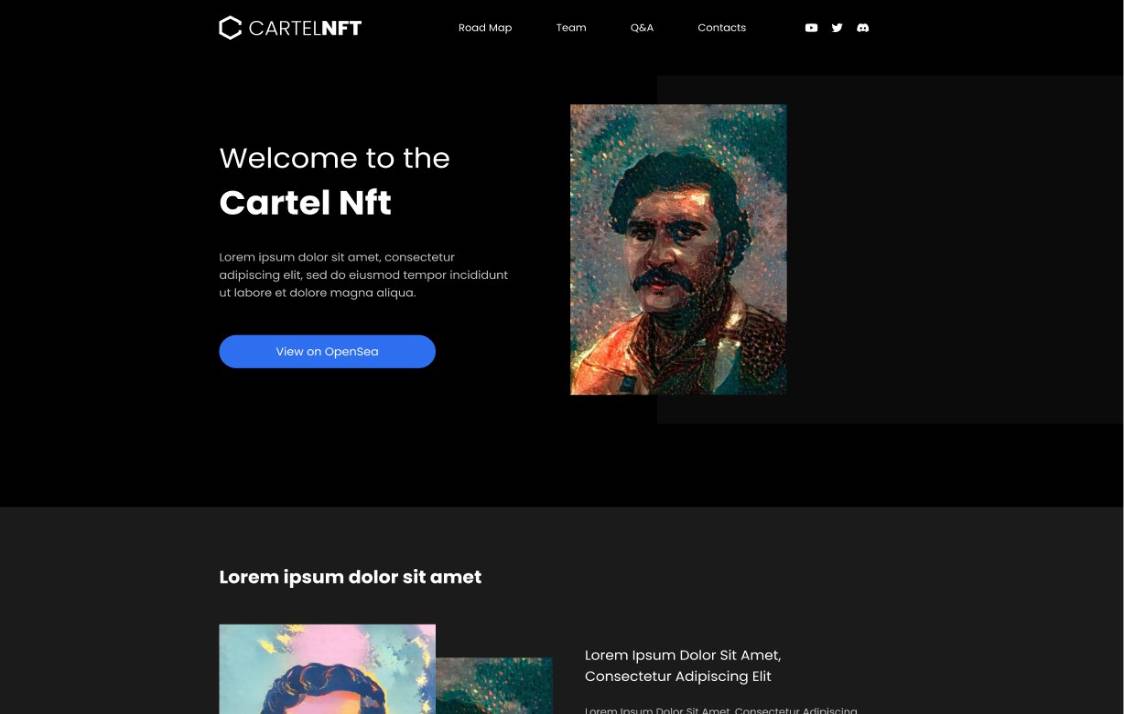 CARTELNFT
Road Map
Team
Q&A
Contacts
Welcome to the
Cartel Nft
Lorem ipsum dolor sit amet, consectetur
adipiscing elit, sed do eiusmod tempor incididunt
ut labore et dolore magna aliqua.
View on OpenSea
Lorem ipsum dolor sit amet
Lorem Ipsum Dolor Sit Amet,
Consectetur Adipiscing Elit
Lorem Ipsum Dolor Sit Amet, Consectetur Adipiscing